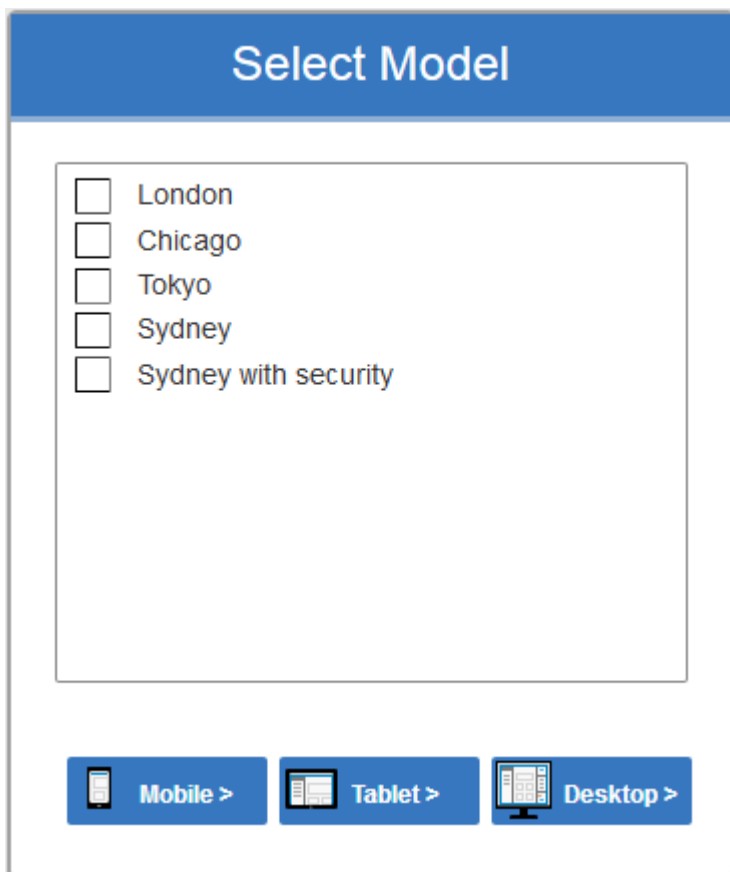 Select Model
London
Chicago
Tokyo
Sydney
Sydney with security
Mobile > Tablet > Desktop >